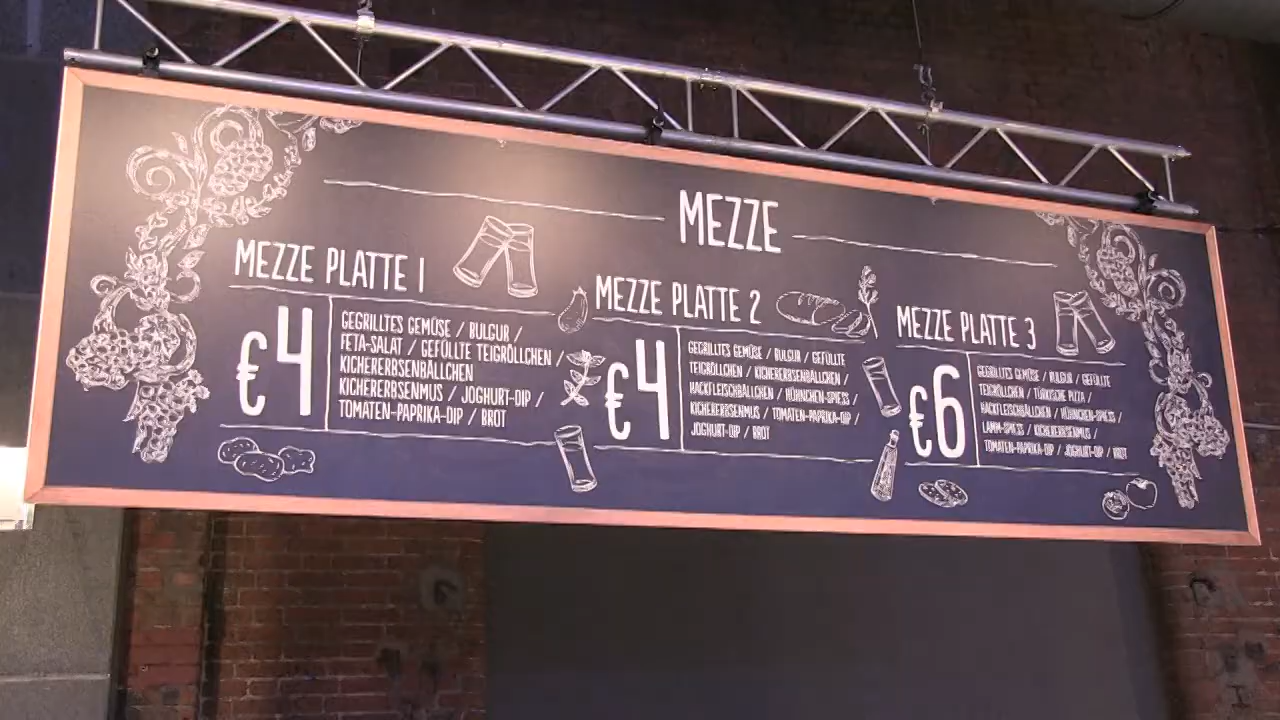 MEZZE
MEZZE PLATTE 1
€4
GEGRILLTES GEMÜSE / BULGUR /
FETA-SALAT / GEFÜLLTE TEIGRÖLLCHEN /
KICHERERBSENBÄLLCHEN
KICHERERBSENMUS / JOGHURT-DIP /
TOMATEN-PAPRIKA-DIP / BROT
MEZZE PLATTE 2
€4
GEGRILLTES GEMÜSE / BULGUR / GEFÜLLTE
TEIGRÖLLCHEN / KICHERERBSENBÄLLCHEN /
HACKFLEISCHBÄLLCHEN / HÜHNCHEN-SPIESS /
KICHERERBSENMUS / TOMATEN-PAPRIKA-DIP /
JOGHURT-DIP / BROT
MEZZE PLATTE 3
€6
GEGRILLTES GEMÜSE / BULGUR / GEFÜLLTE
TEIGRÖLLCHEN / TÜRKISCHE PIZZA /
HACKFLEISCHBÄLLCHEN / HÜHNCHEN-SPIESS /
LAMM-SPIESS / KICHERERBSENMUS /
TOMATEN-PAPRIKA-DIP / JOGHURT-DIP / BROT